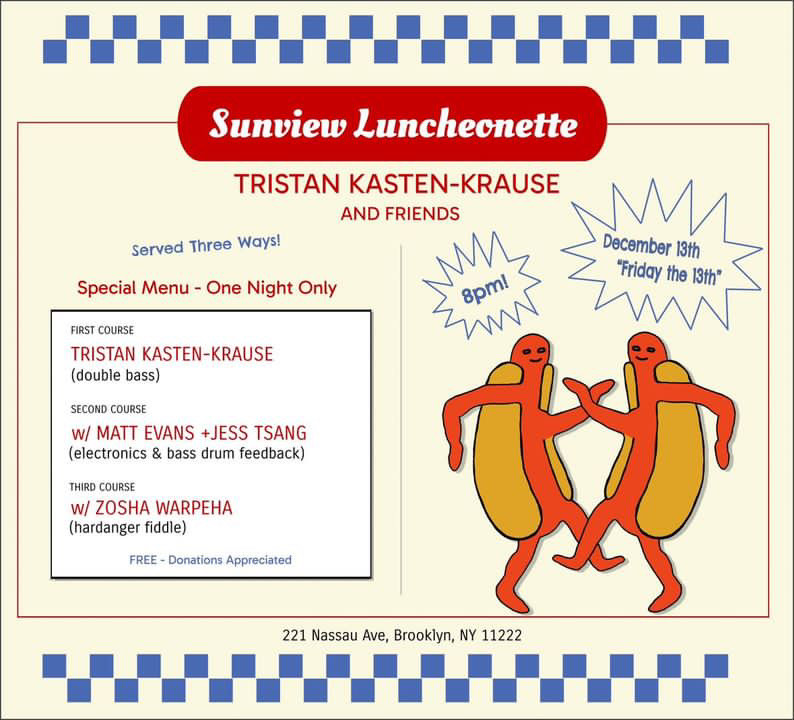 Sunview Luncheonette
TRISTAN KASTEN-KRAUSE
AND FRIENDS
Served Three Ways!
Special Menu - One Night Only
FIRST COURSE
TRISTAN KASTEN-KRAUSE
(double bass)
SECOND COURSE
w/ MATT EVANS +JESS TSANG
(electronics & bass drum feedback)
THIRD COURSE
w/ ZOSHA WARPEHA
(hardanger fiddle)
FREE - Donations Appreciated
8pm!
December 13th
"Friday the 13th"
221 Nassau Ave, Brooklyn, NY 11222